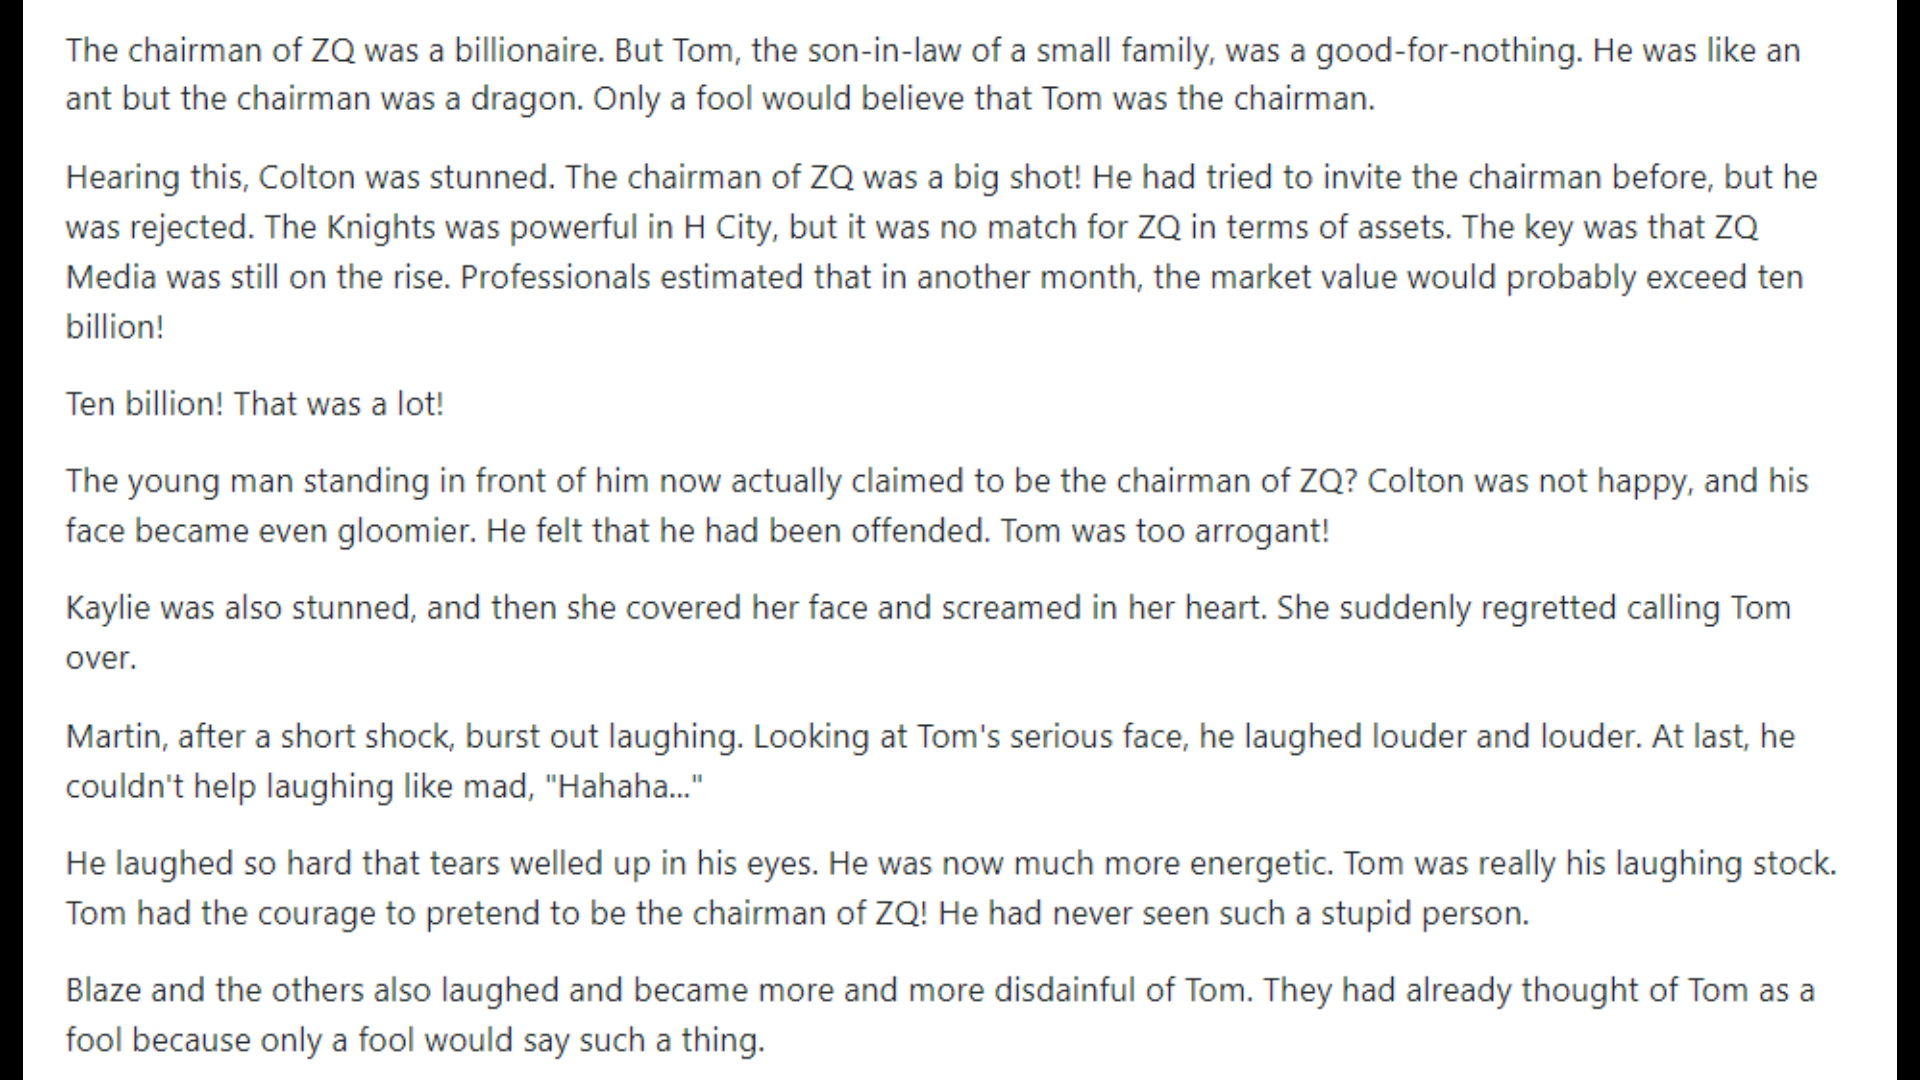 The chairman of ZQ was a billionaire. But Tom, the son-in-law of a small family, was a good-for-nothing. He was like an
ant but the chairman was a dragon. Only a fool would believe that Tom was the chairman.
Hearing this, Colton was stunned. The chairman of ZQ was a big shot! He had tried to invite the chairman before, but he
was rejected. The Knights was powerful in H City, but it was no match for ZQ in terms of assets. The key was that ZQ
Media was still on the rise. Professionals estimated that in another month, the market value would probably exceed ten
billion!
Ten billion! That was a lot!
The young man standing in front of him now actually claimed to be the chairman of ZQ? Colton was not happy, and his
face became even gloomier. He felt that he had been offended. Tom was too arrogant!
Kaylie was also stunned, and then she covered her face and screamed in her heart. She suddenly regretted calling Tom
over.
Martin, after a short shock, burst out laughing. Looking at Tom's serious face, he laughed louder and louder. At last, he
couldn't help laughing like mad, "Hahaha..."
He laughed so hard that tears welled up in his eyes. He was now much more energetic. Tom was really his laughing stock.
Tom had the courage to pretend to be the chairman of ZQ! He had never seen such a stupid person.
Blaze and the others also laughed and became more and more disdainful of Tom. They had already thought of Tom as a
fool because only a fool would say such a thing.